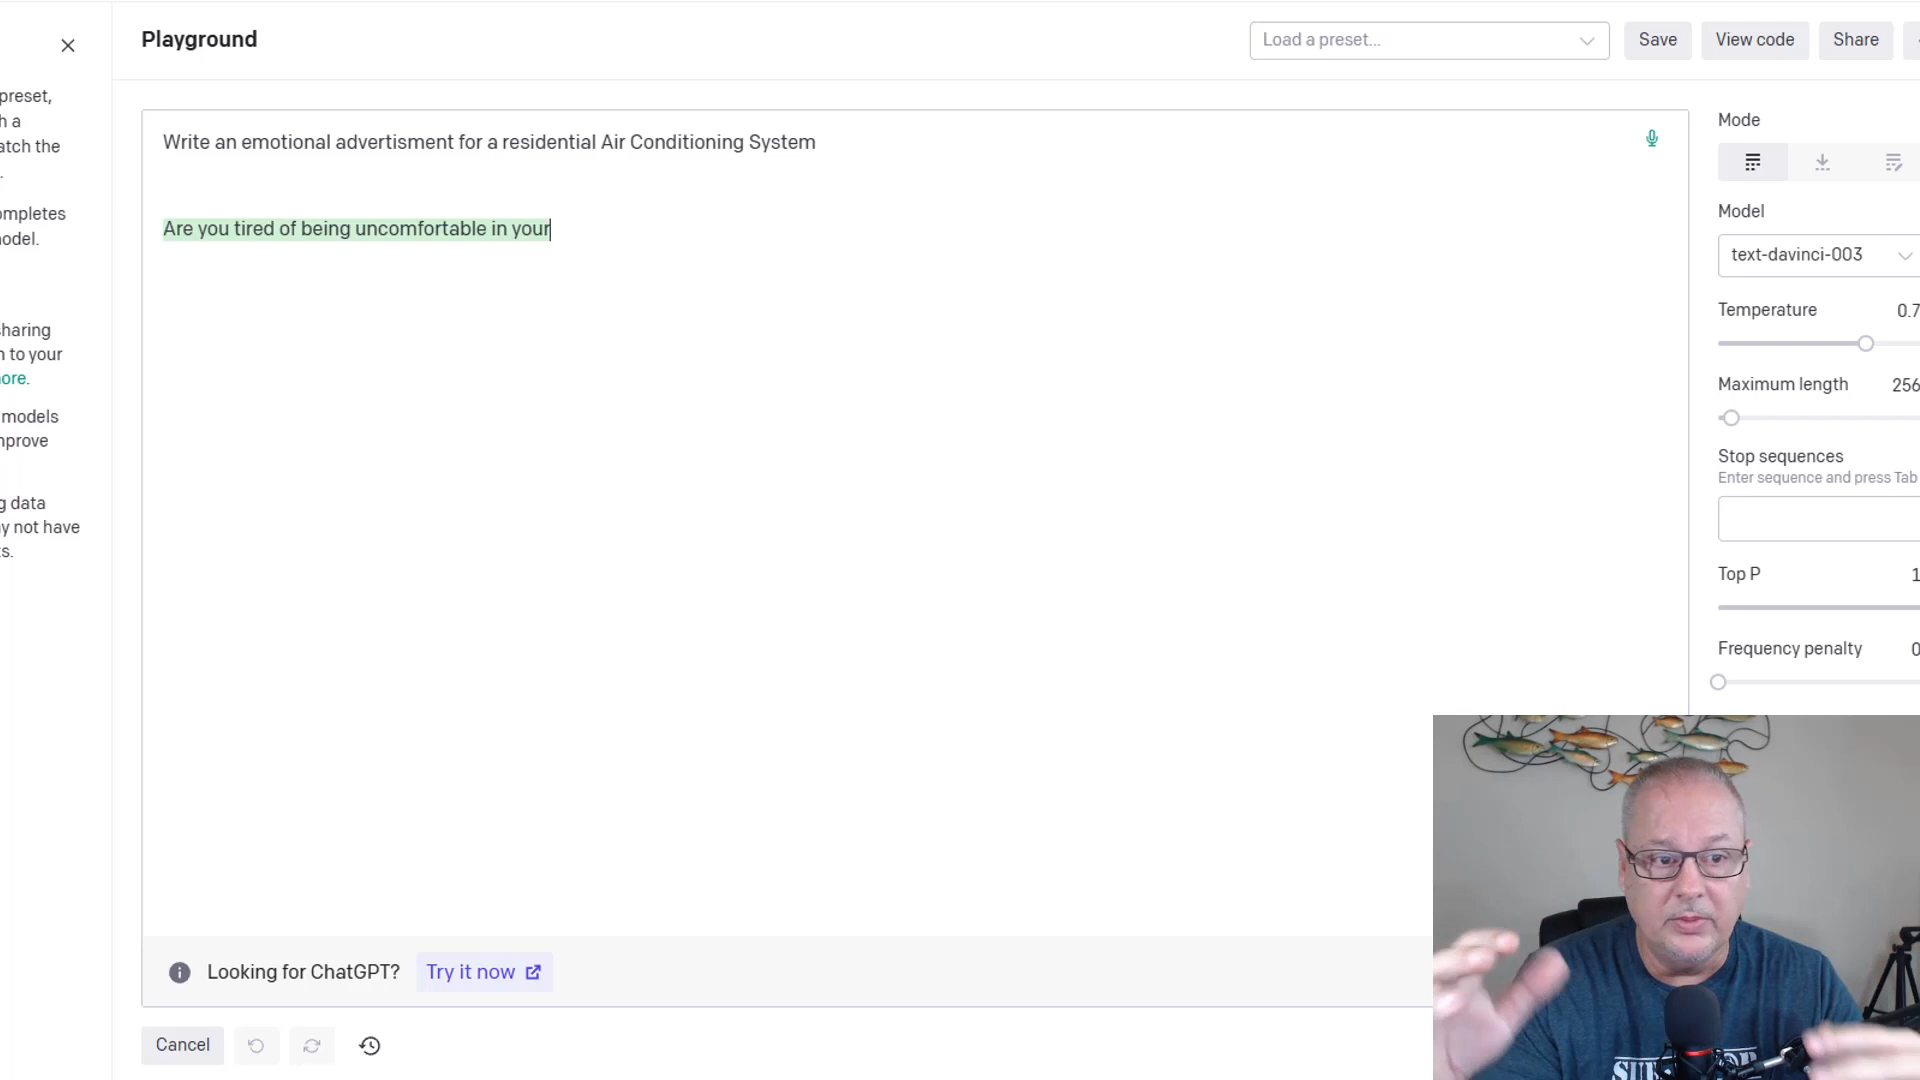 Playground
Load a preset...
Save
View code
Share
preset,
h a
atch the
.
ompletes
odel.
sharing
n to your
ore.
models
mprove
g data
y not have
ts.
Write an emotional advertisment for a residential Air Conditioning System
Are you tired of being uncomfortable in your
Looking for ChatGPT?
Try it now
Cancel
Mode
Model
text-davinci-003
Temperature
0.7
Maximum length
256
Stop sequences
Enter sequence and press Tab
Top P
1
Frequency penalty
0